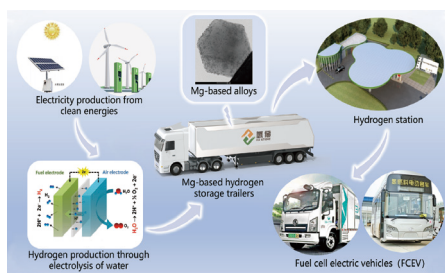 Electricity production from
clean energies
Mg-based alloys
Hydrogen station
Mg-based hydrogen
storage trailers
Fuel electrode
Air electrode
Hydrogen production through
electrolysis of water
Fuel cell electric vehicles（FCEV）